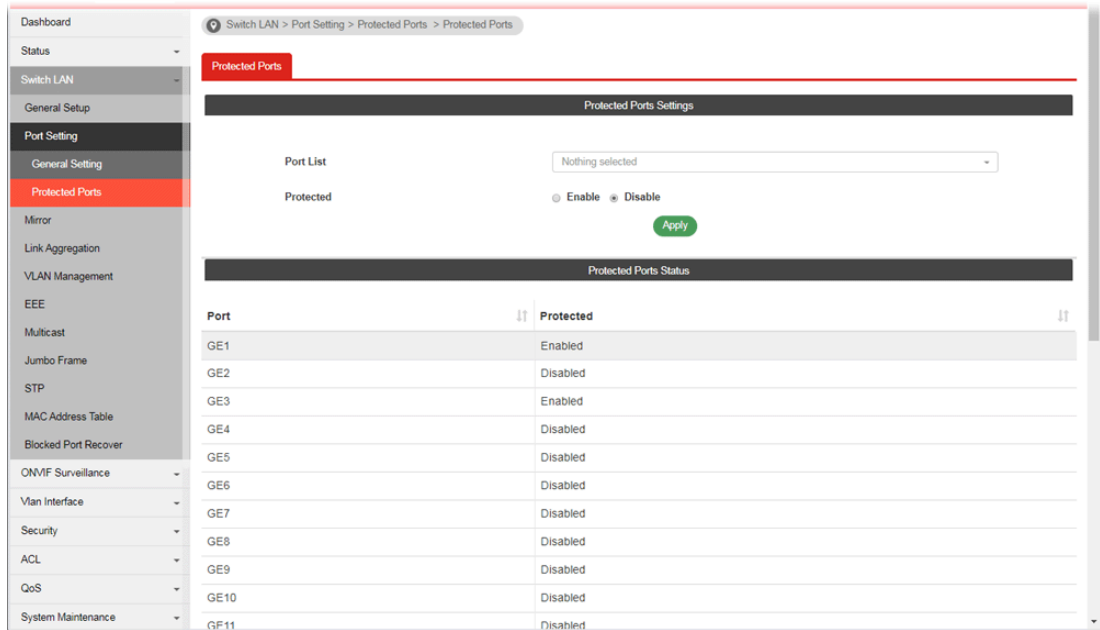 Dashboard
Status
Switch LAN
General Setup
Port Setting
General Setting
Protected Ports
Mirror
Link Aggregation
VLAN Management
EEE
Multicast
Jumbo Frame
STP
MAC Address Table
Blocked Port Recover
ONVIF Surveillance
Vlan Interface
Security
ACL
QoS
System Maintenance
Switch LAN > Port Setting > Protected Ports > Protected Ports
Protected Ports
Protected Ports Settings
Port List Nothing selected
Protected Enable Disable
Apply
Protected Ports Status
Port Protected
GE1 Enabled
GE2 Disabled
GE3 Enabled
GE4 Disabled
GE5 Disabled
GE6 Disabled
GE7 Disabled
GE8 Disabled
GE9 Disabled
GE10 Disabled
GE11 Disabled